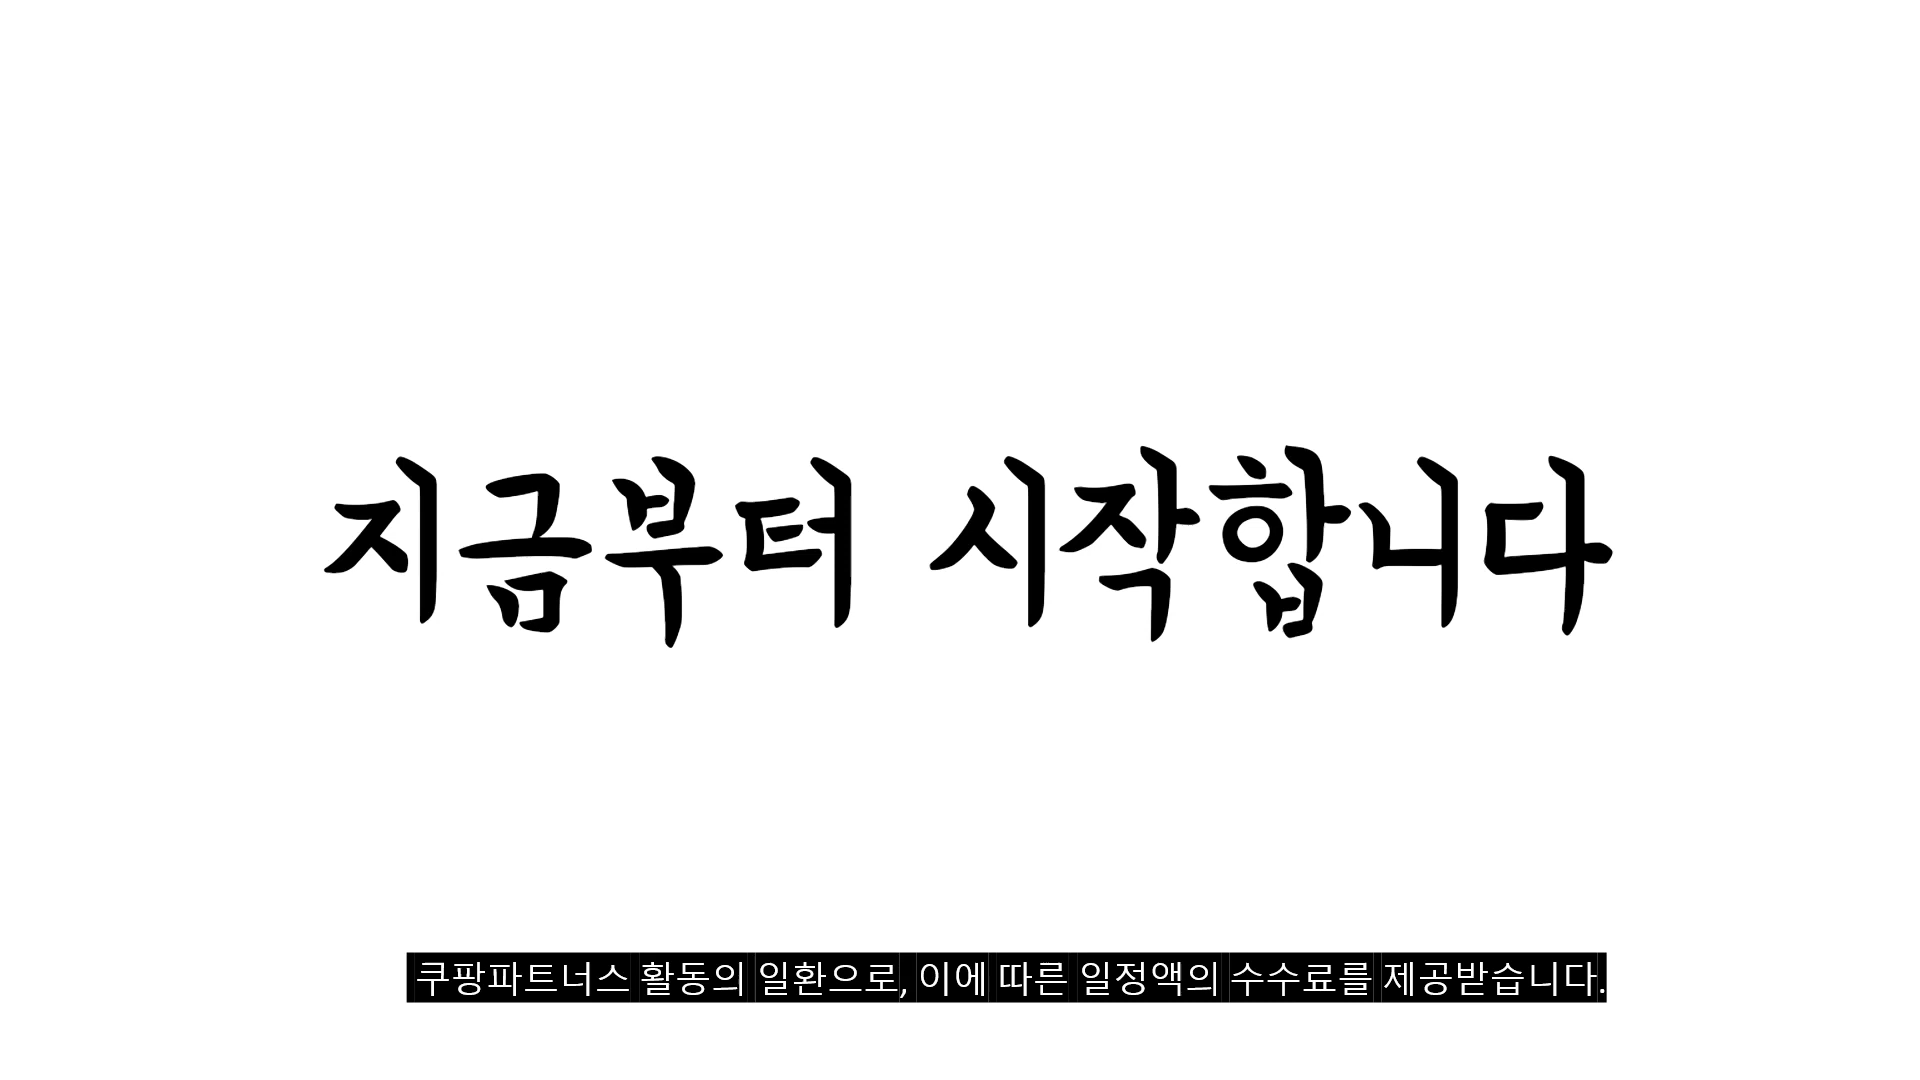 지금부터 시작합니다
쿠팡파트너스 활동의 일환으로, 이에 따른 일정액의 수수료를 제공받습니다.